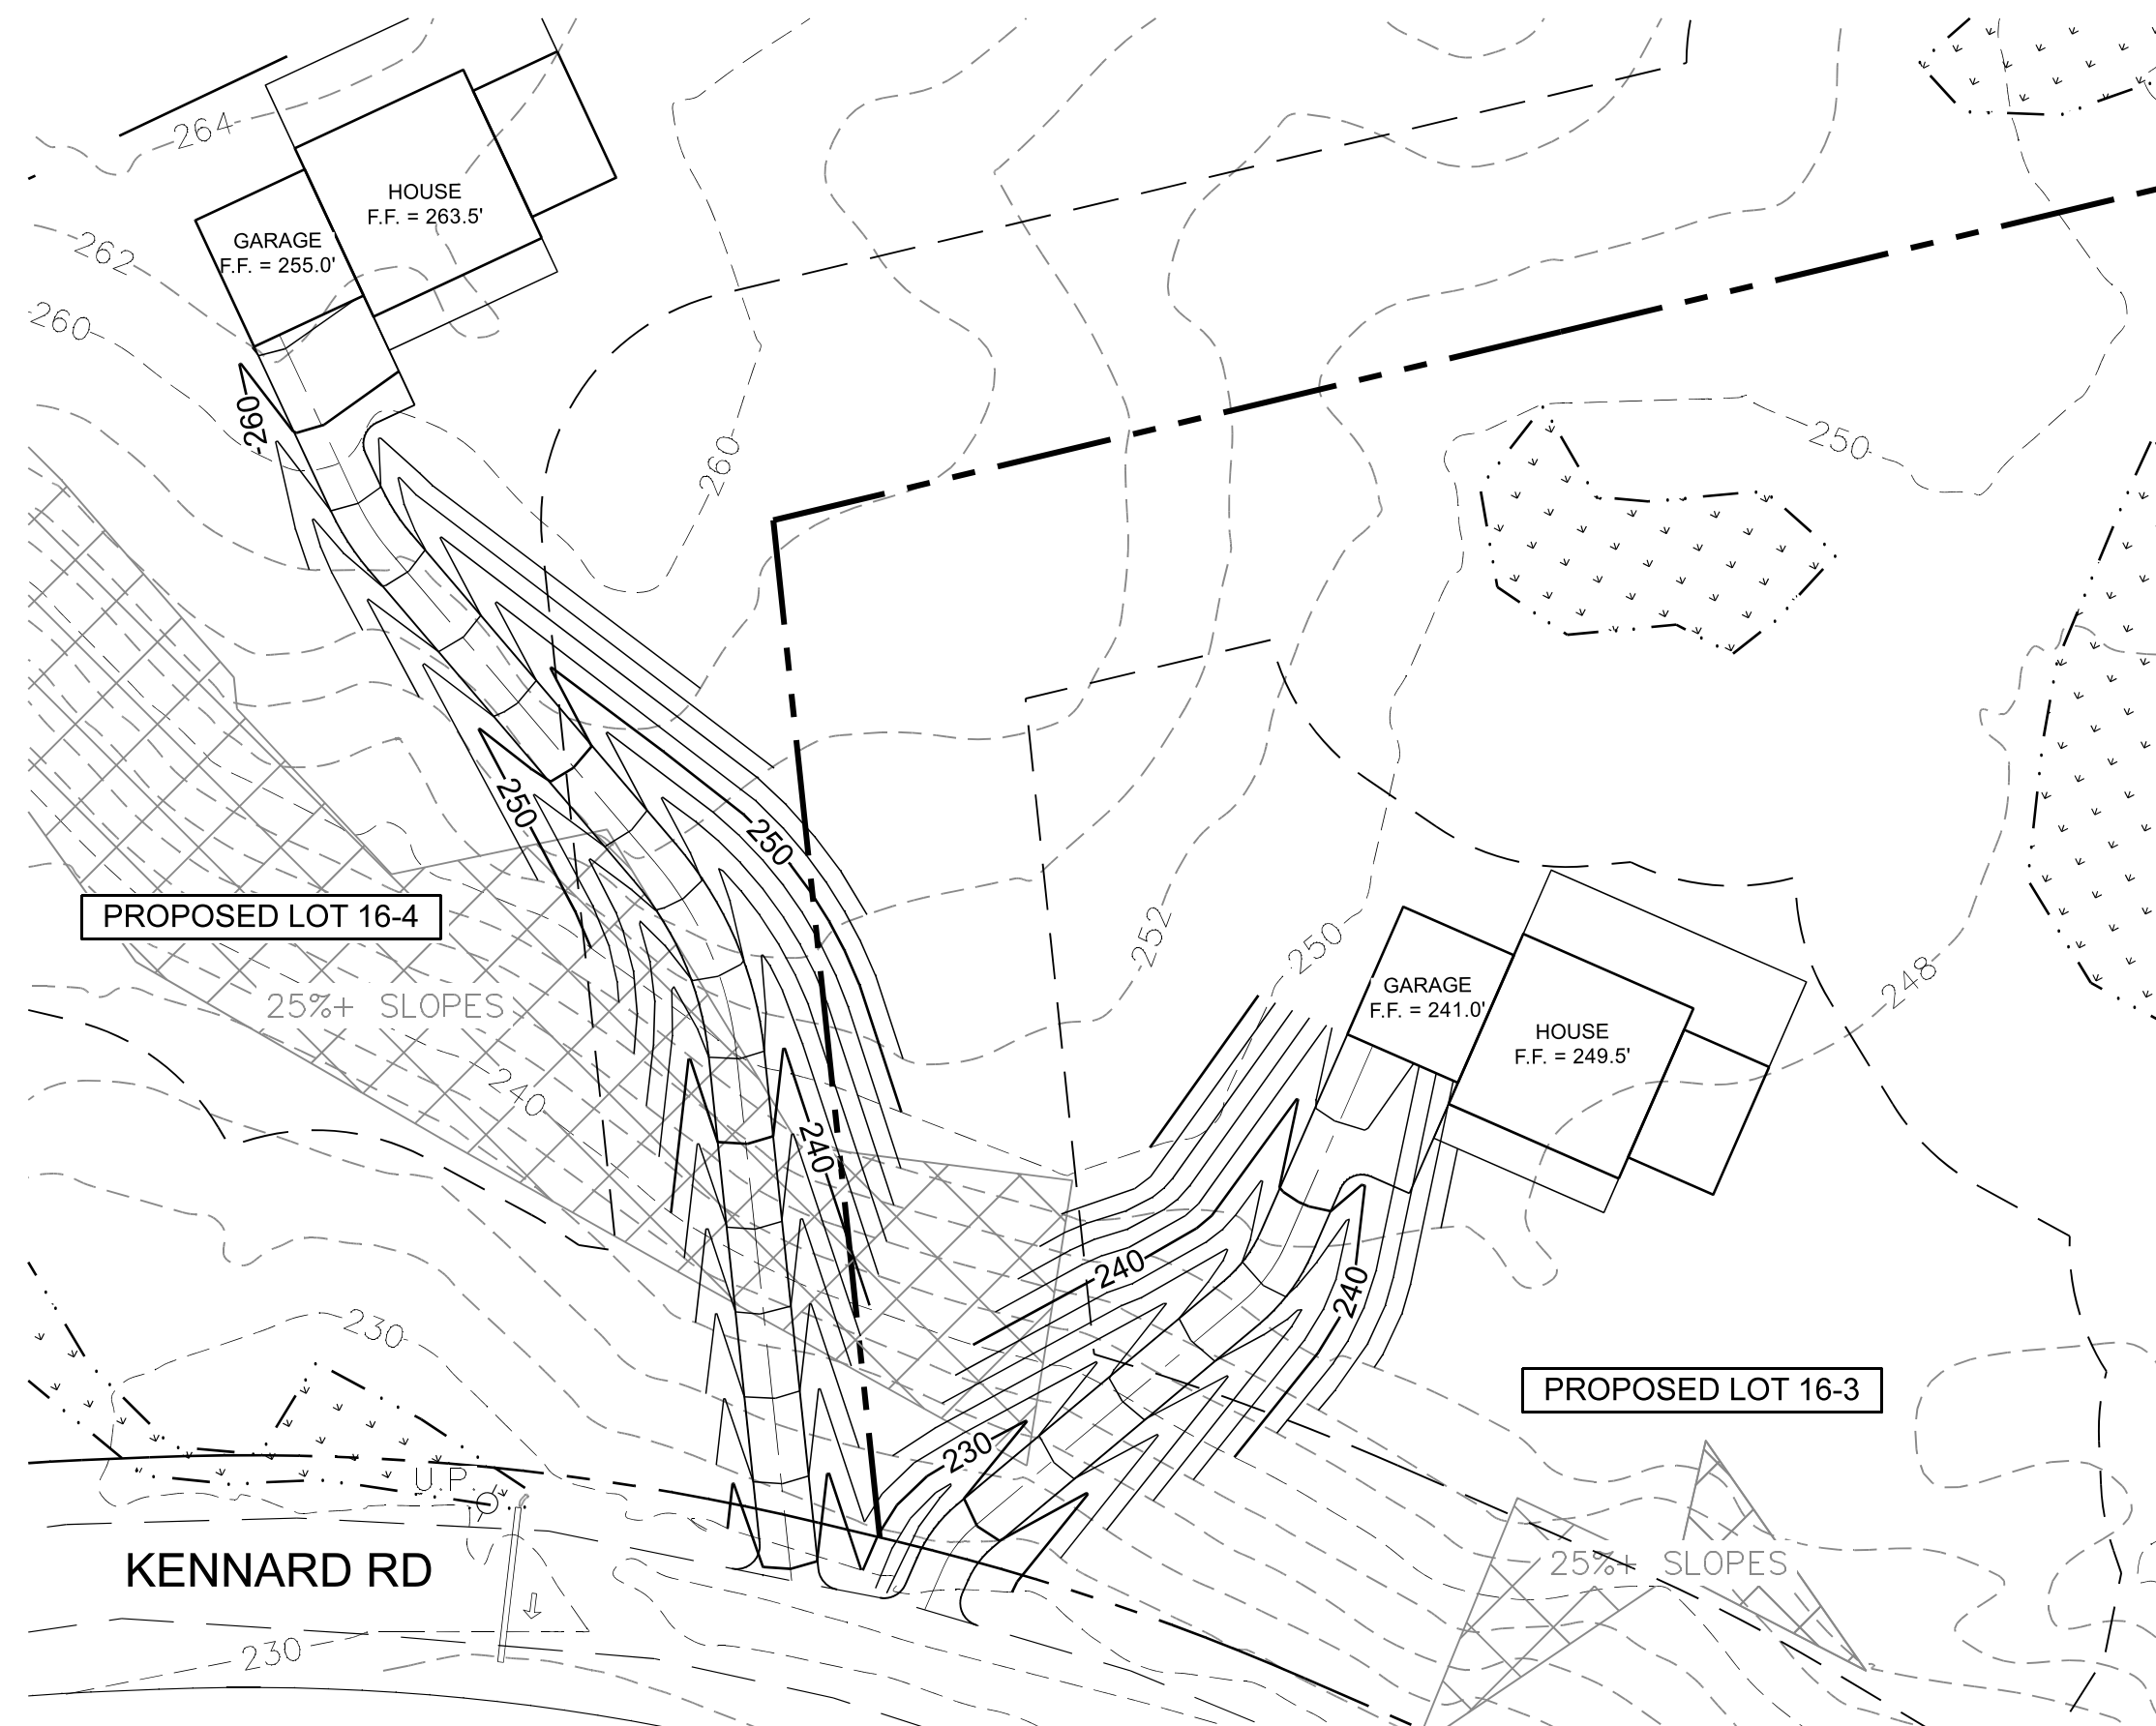 264
HOUSE
F.F. = 263.5'
GARAGE
F.F. = 255.0'
262
260
260
260
250
250
250
PROPOSED LOT 16-4
252
250
248
GARAGE
F.F. = 241.0'
HOUSE
F.F. = 249.5'
25%+ SLOPES
240
240
240
240
230
PROPOSED LOT 16-3
230
U.P.
25%+ SLOPES
KENNARD RD
230